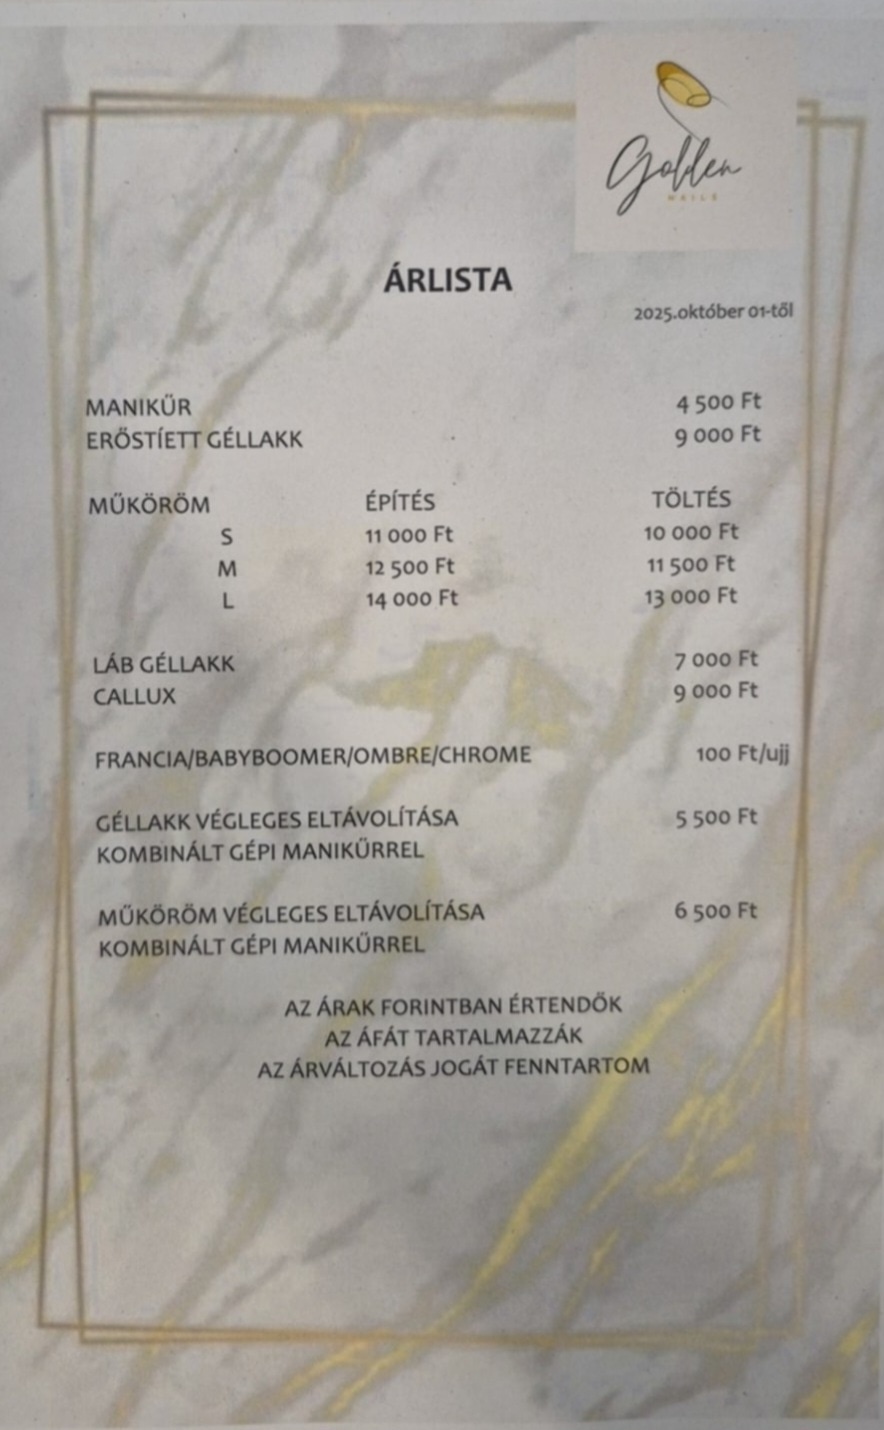 Golden
NAILS
ÁRLISTA
2025.október 01-től
MANIKŰR 4 500 Ft
ERŐSTÍETT GÉLLAKK 9 000 Ft
MŰKÖRÖM ÉPÍTÉS TÖLTÉS
S 11 000 Ft 10 000 Ft
M 12 500 Ft 11 500 Ft
L 14 000 Ft 13 000 Ft
LÁB GÉLLAKK 7 000 Ft
CALLUX 9 000 Ft
FRANCIA/BABYBOOMER/OMBRE/CHROME 100 Ft/ujj
GÉLLAKK VÉGLEGES ELTÁVOLÍTÁSA 5 500 Ft
KOMBINÁLT GÉPI MANIKŰRREL
MŰKÖRÖM VÉGLEGES ELTÁVOLÍTÁSA 6 500 Ft
KOMBINÁLT GÉPI MANIKŰRREL
AZ ÁRAK FORINTBAN ÉRTENDŐK
AZ ÁFÁT TARTALMAZZÁK
AZ ÁRVÁLTOZÁS JOGÁT FENNTARTOM